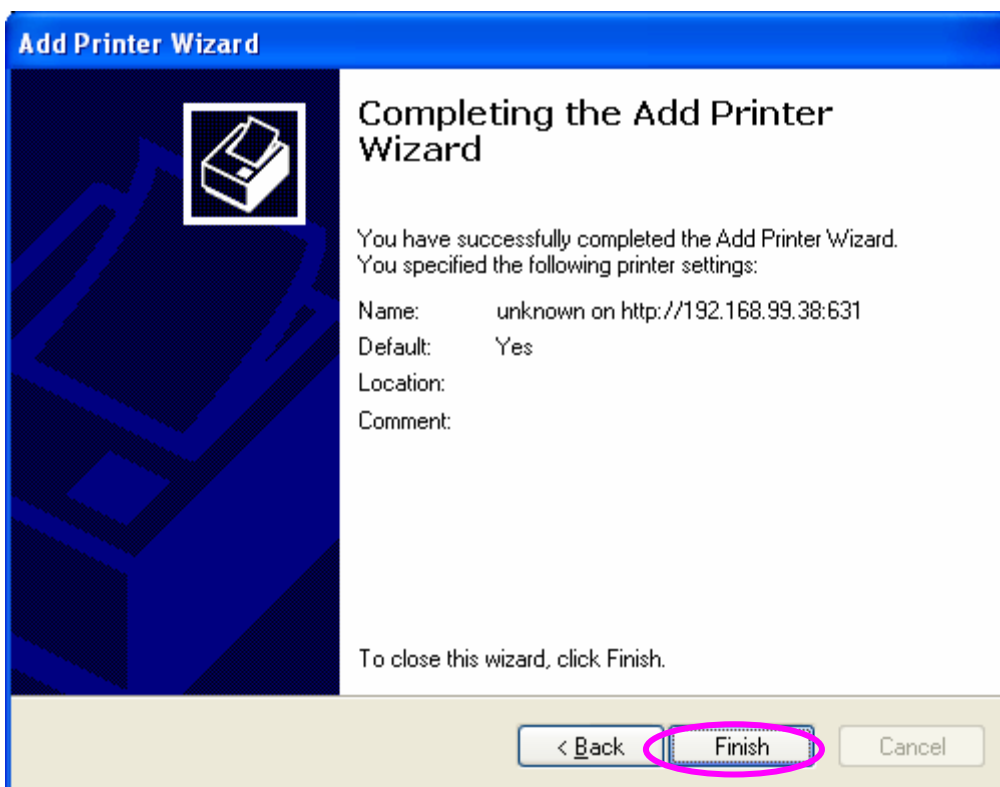 Add Printer Wizard
Completing the Add Printer
Wizard
You have successfully completed the Add Printer Wizard.
You specified the following printer settings:
Name: unknown on http://192.168.99.38:631
Default: Yes
Location:
Comment:
To close this wizard, click Finish.
< Back Finish Cancel